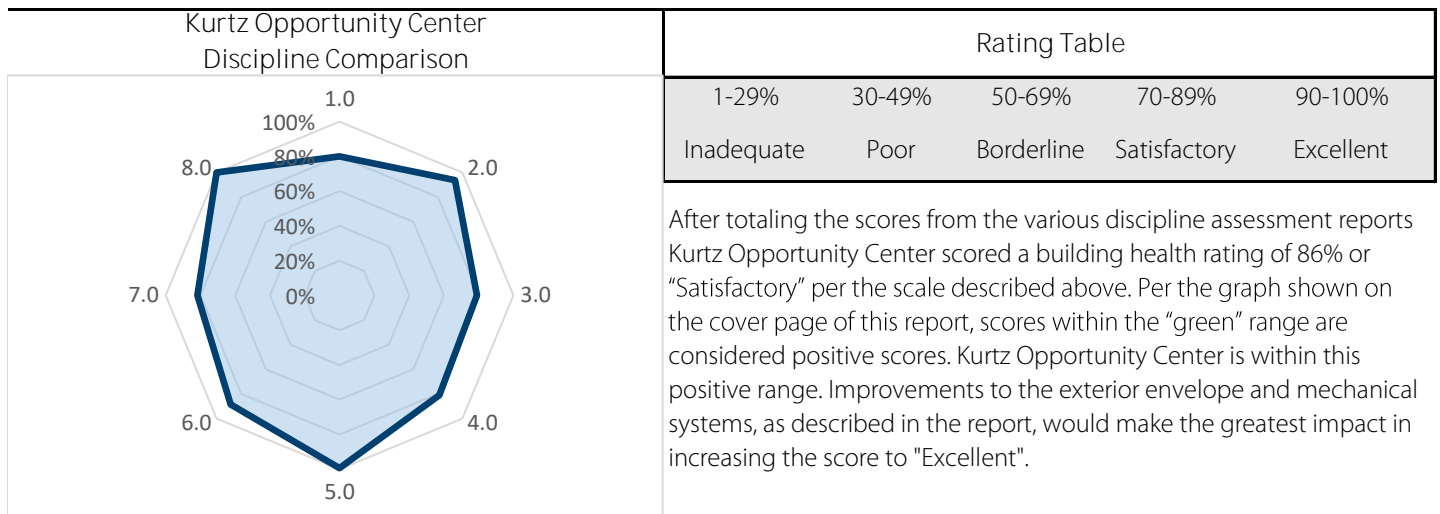 Kurtz Opportunity Center
Discipline Comparison
1.0
100%
80%
8.0
2.0
60%
40%
20%
7.0
0%
3.0
6.0
4.0
5.0
Rating Table
1-29% 30-49% 50-69% 70-89% 90-100%
Inadequate Poor Borderline Satisfactory Excellent
After totaling the scores from the various discipline assessment reports
Kurtz Opportunity Center scored a building health rating of 86% or
“Satisfactory” per the scale described above. Per the graph shown on
the cover page of this report, scores within the “green” range are
considered positive scores. Kurtz Opportunity Center is within this
positive range. Improvements to the exterior envelope and mechanical
systems, as described in the report, would make the greatest impact in
increasing the score to "Excellent".